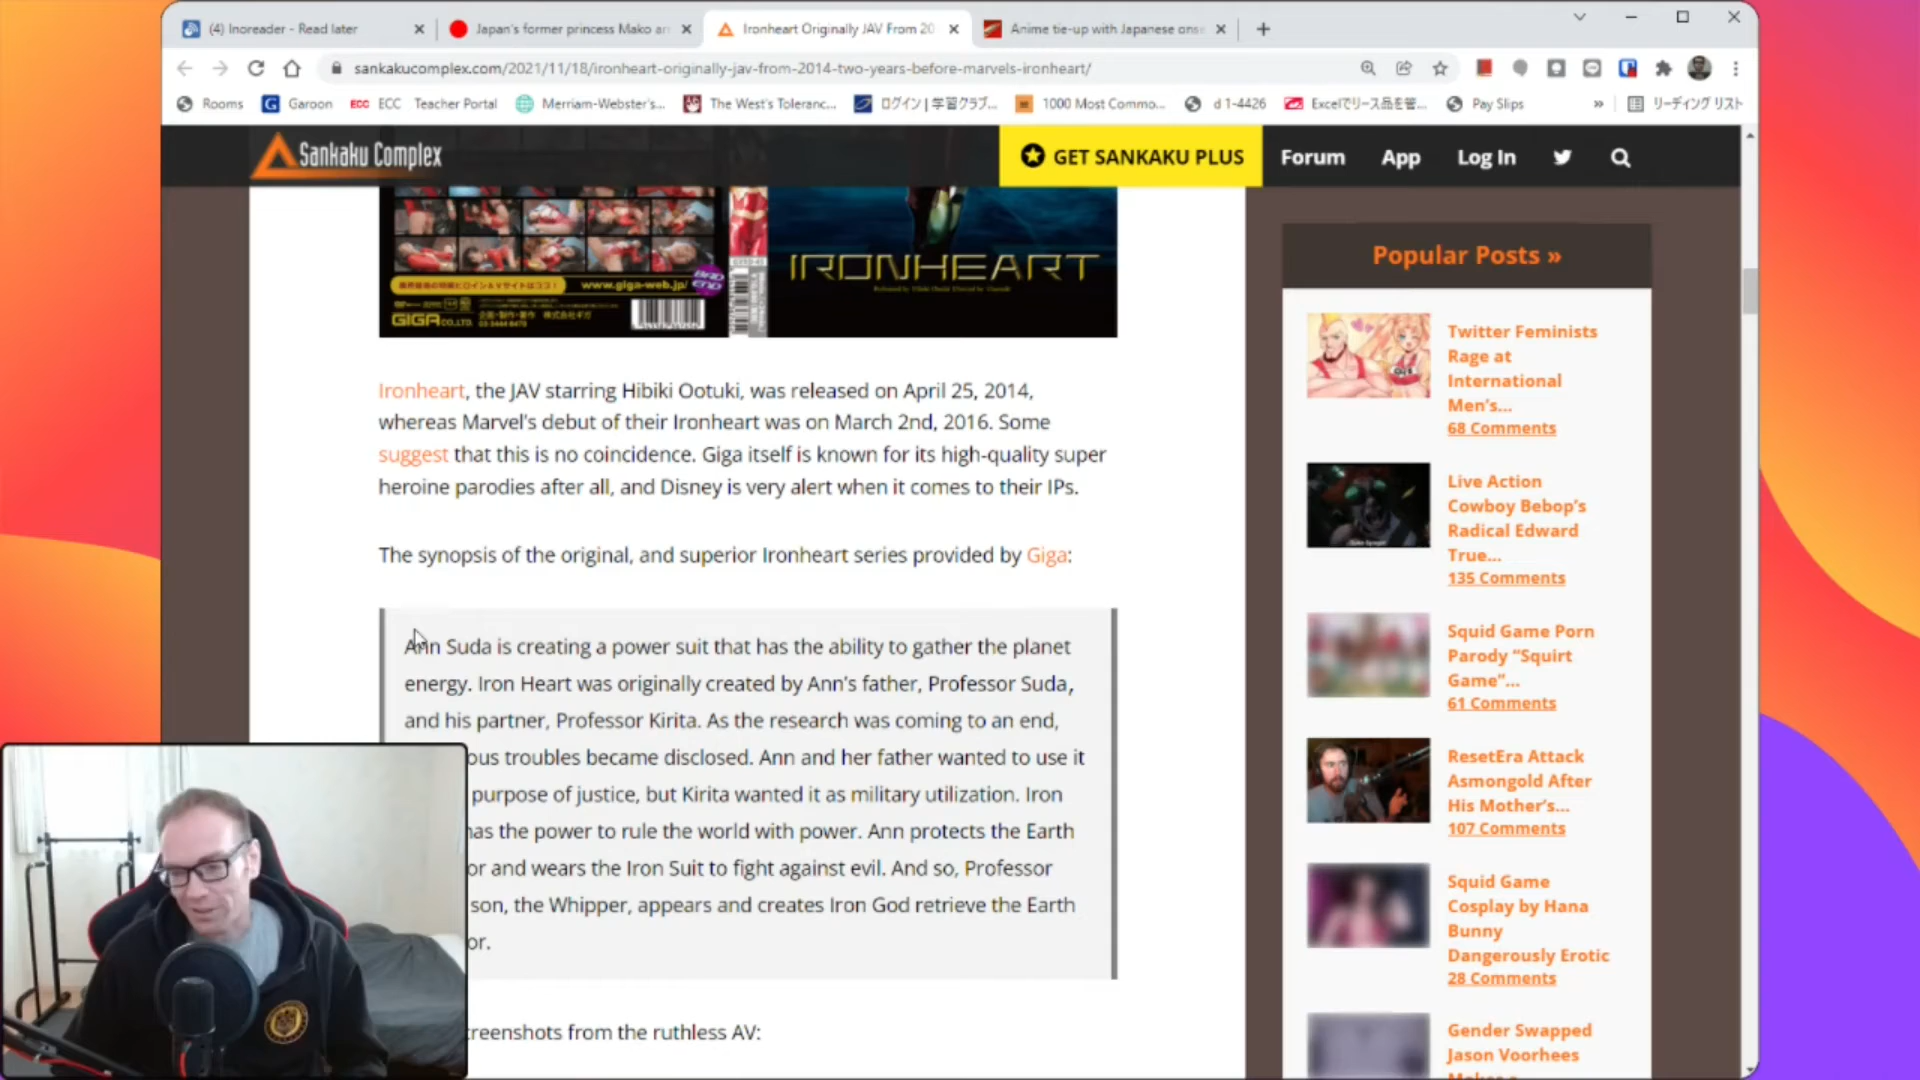 (4) Inoreader - Read later
Japan's former princess Mako arr
Ironheart Originally JAV From 20
Anime tie-up with Japanese onse
sankakucomplex.com/2021/11/18/ironheart-originally-jav-from-2014-two-years-before-marvels-ironheart/
Rooms
Garoon
ECC ECC
Teacher Portal
Merriam-Webster's...
The West's Toleranc...
ログイン | 学習クラブ...
1000 Most Commo...
d 1-4426
Excelでリース品を管...
Pay Slips
»
リーディング リスト
Sankaku Complex
GET SANKAKU PLUS
Forum
App
Log In
www.giga-web.jp/
BAD END
GIGA CO.,LTD.
IRONHEART
Ironheart, the JAV starring Hibiki Ootuki, was released on April 25, 2014,
whereas Marvel's debut of their Ironheart was on March 2nd, 2016. Some
suggest that this is no coincidence. Giga itself is known for its high-quality super
heroine parodies after all, and Disney is very alert when it comes to their IPs.
The synopsis of the original, and superior Ironheart series provided by Giga:
Ann Suda is creating a power suit that has the ability to gather the planet
energy. Iron Heart was originally created by Ann's father, Professor Suda,
and his partner, Professor Kirita. As the research was coming to an end,
ous troubles became disclosed. Ann and her father wanted to use it
purpose of justice, but Kirita wanted it as military utilization. Iron
has the power to rule the world with power. Ann protects the Earth
or and wears the Iron Suit to fight against evil. And so, Professor
son, the Whipper, appears and creates Iron God retrieve the Earth
or.
reenshots from the ruthless AV:
Popular Posts »
Twitter Feminists
Rage at
International
Men's...
68 Comments
Live Action
Cowboy Bebop's
Radical Edward
True...
135 Comments
Squid Game Porn
Parody “Squirt
Game”...
61 Comments
ResetEra Attack
Asmongold After
His Mother's...
107 Comments
Squid Game
Cosplay by Hana
Bunny
Dangerously Erotic
28 Comments
Gender Swapped
Jason Voorhees